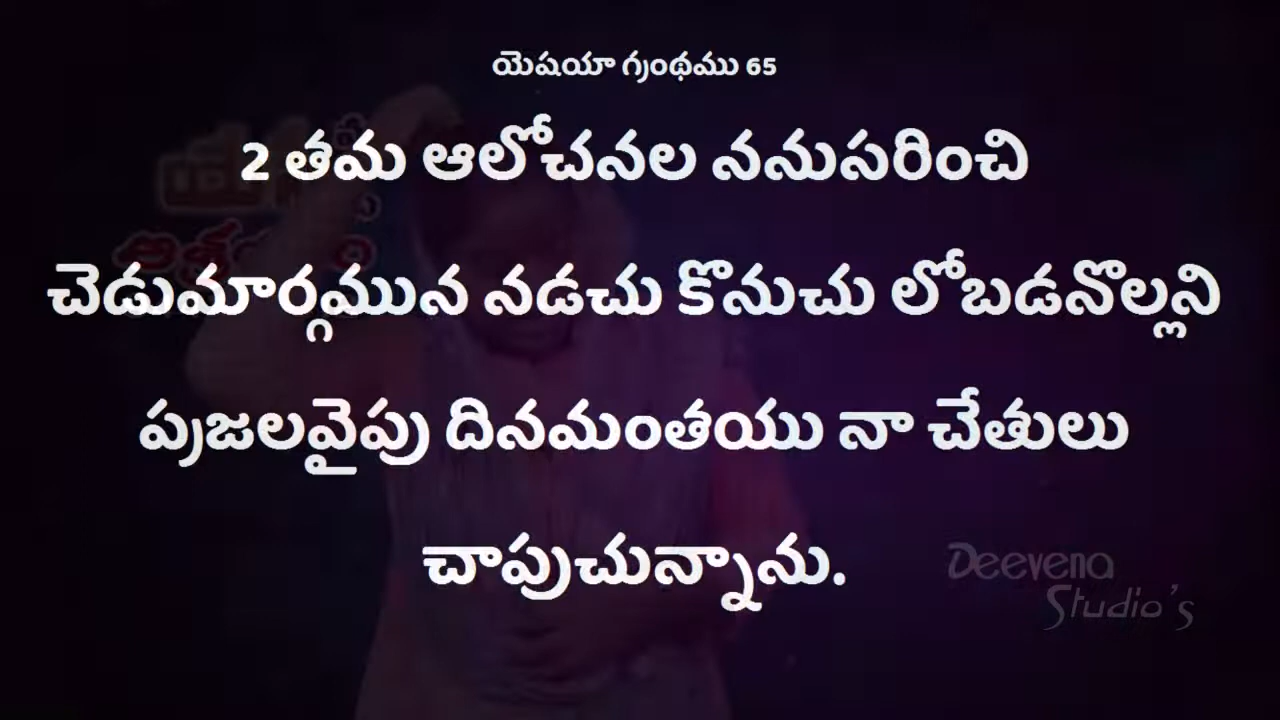 యెషయా గ్రంథము 65
2 తమ ఆలోచనల ననుసరించి
చెడుమార్గమున నడచు కొనుచు లోబడనొల్లని
ప్రజలవైపు దినమంతయు నా చేతులు
చాపుచున్నాను.
Deevena
Studio's